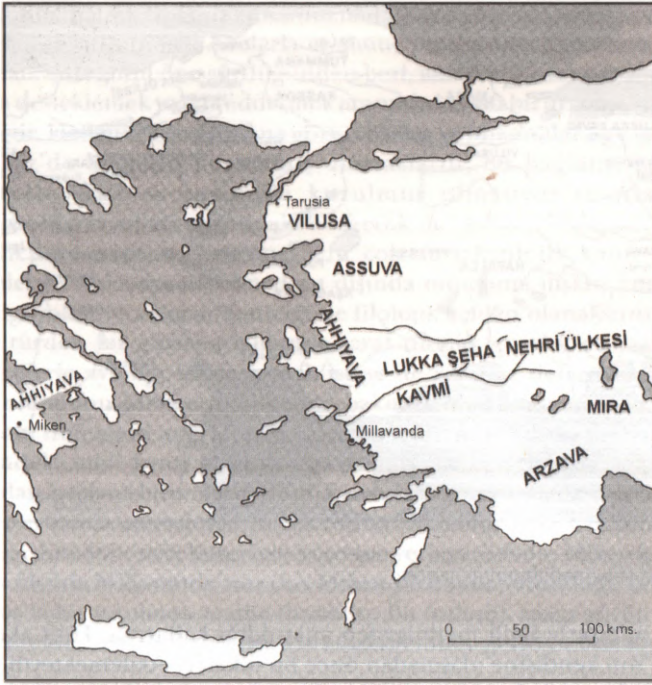 Tarusia
VILUSA
ASSUVA
AHHIYAVA
LUKKA ŞEHA NEHRİ ÜLKESİ
KAVMİ
AHHIYAVA
Miken
MIRA
Millavanda
ARZAVA
0 50 100 kms.